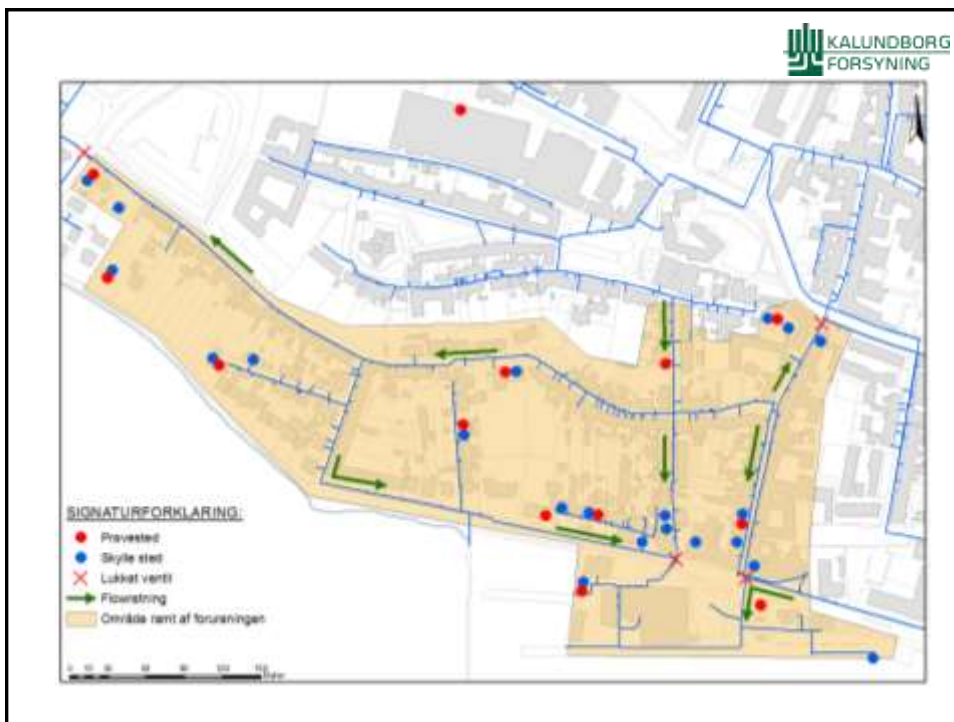 KALUNDBORG
FORSYNING
SIGNATURFORKLARING:
Prøvested
Skylle sted
Lukket ventil
Flowretning
Område ramt af forureningen